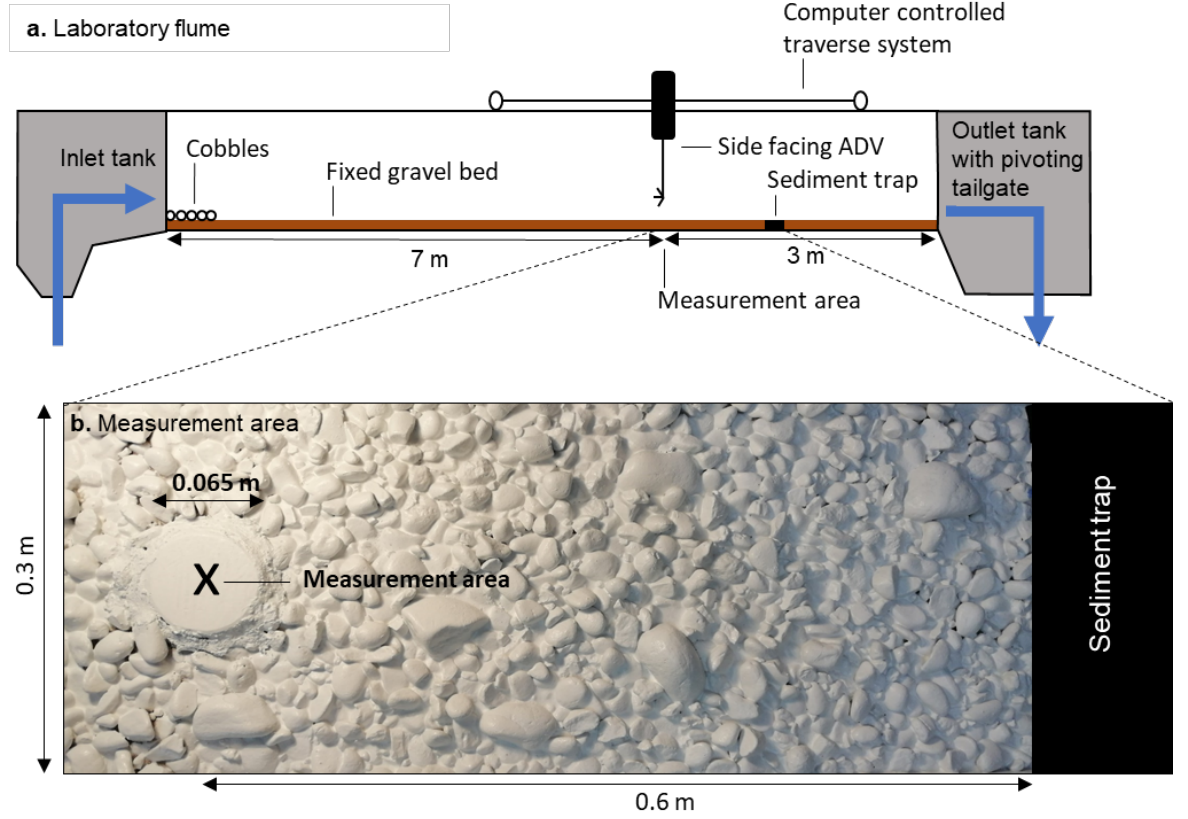 a. Laboratory flume
Computer controlled
traverse system
Inlet tank
Cobbles
Fixed gravel bed
Side facing ADV
Sediment trap
Outlet tank
with pivoting
tailgate
7 m
3 m
Measurement area
b. Measurement area
0.065 m
0.3 m
X
Measurement area
Sediment trap
0.6 m